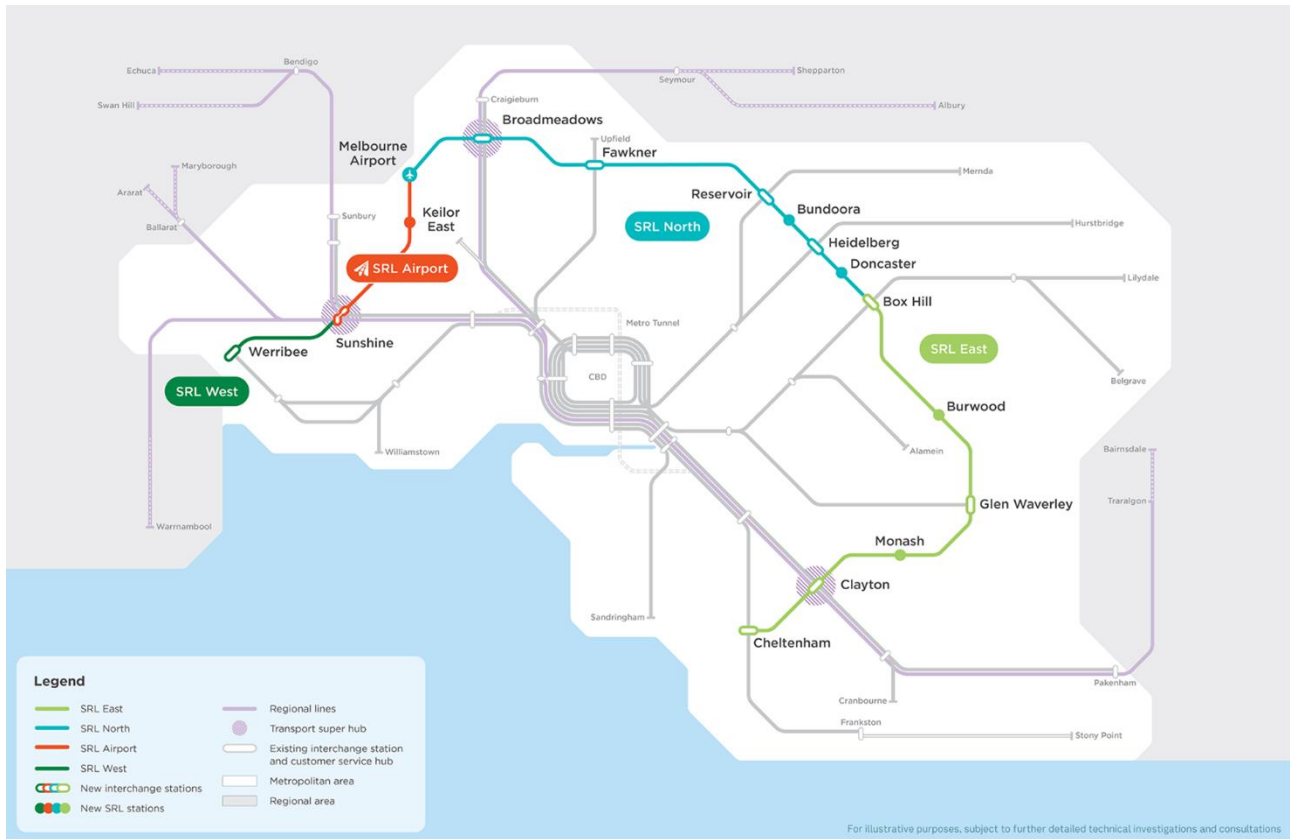 Echuca
Bendigo
Swan Hill
Seymour
Shepparton
Albury
Craigieburn
Broadmeadows
Melbourne
Airport
Upfield
Fawkner
Maryborough
Ararat
Ballarat
Sunbury
Keilor
East
SRL North
Reservoir
Mernda
Bundoora
Hurstbridge
Heidelberg
Doncaster
SRL Airport
Lilydale
Box Hill
Metro Tunnel
Werribee
Sunshine
SRL East
SRL West
CBD
Belgrave
Burwood
Williamstown
Alamein
Bairnsdale
Traralgon
Glen Waverley
Warrnambool
Monash
Clayton
Sandringham
Cheltenham
Pakenham
Cranbourne
Frankston
Stony Point
Legend
SRL East
SRL North
SRL Airport
SRL West
New interchange stations
New SRL stations
Regional lines
Transport super hub
Existing interchange station
and customer service hub
Metropolitan area
Regional area
For illustrative purposes, subject to further detailed technical investigations and consultations